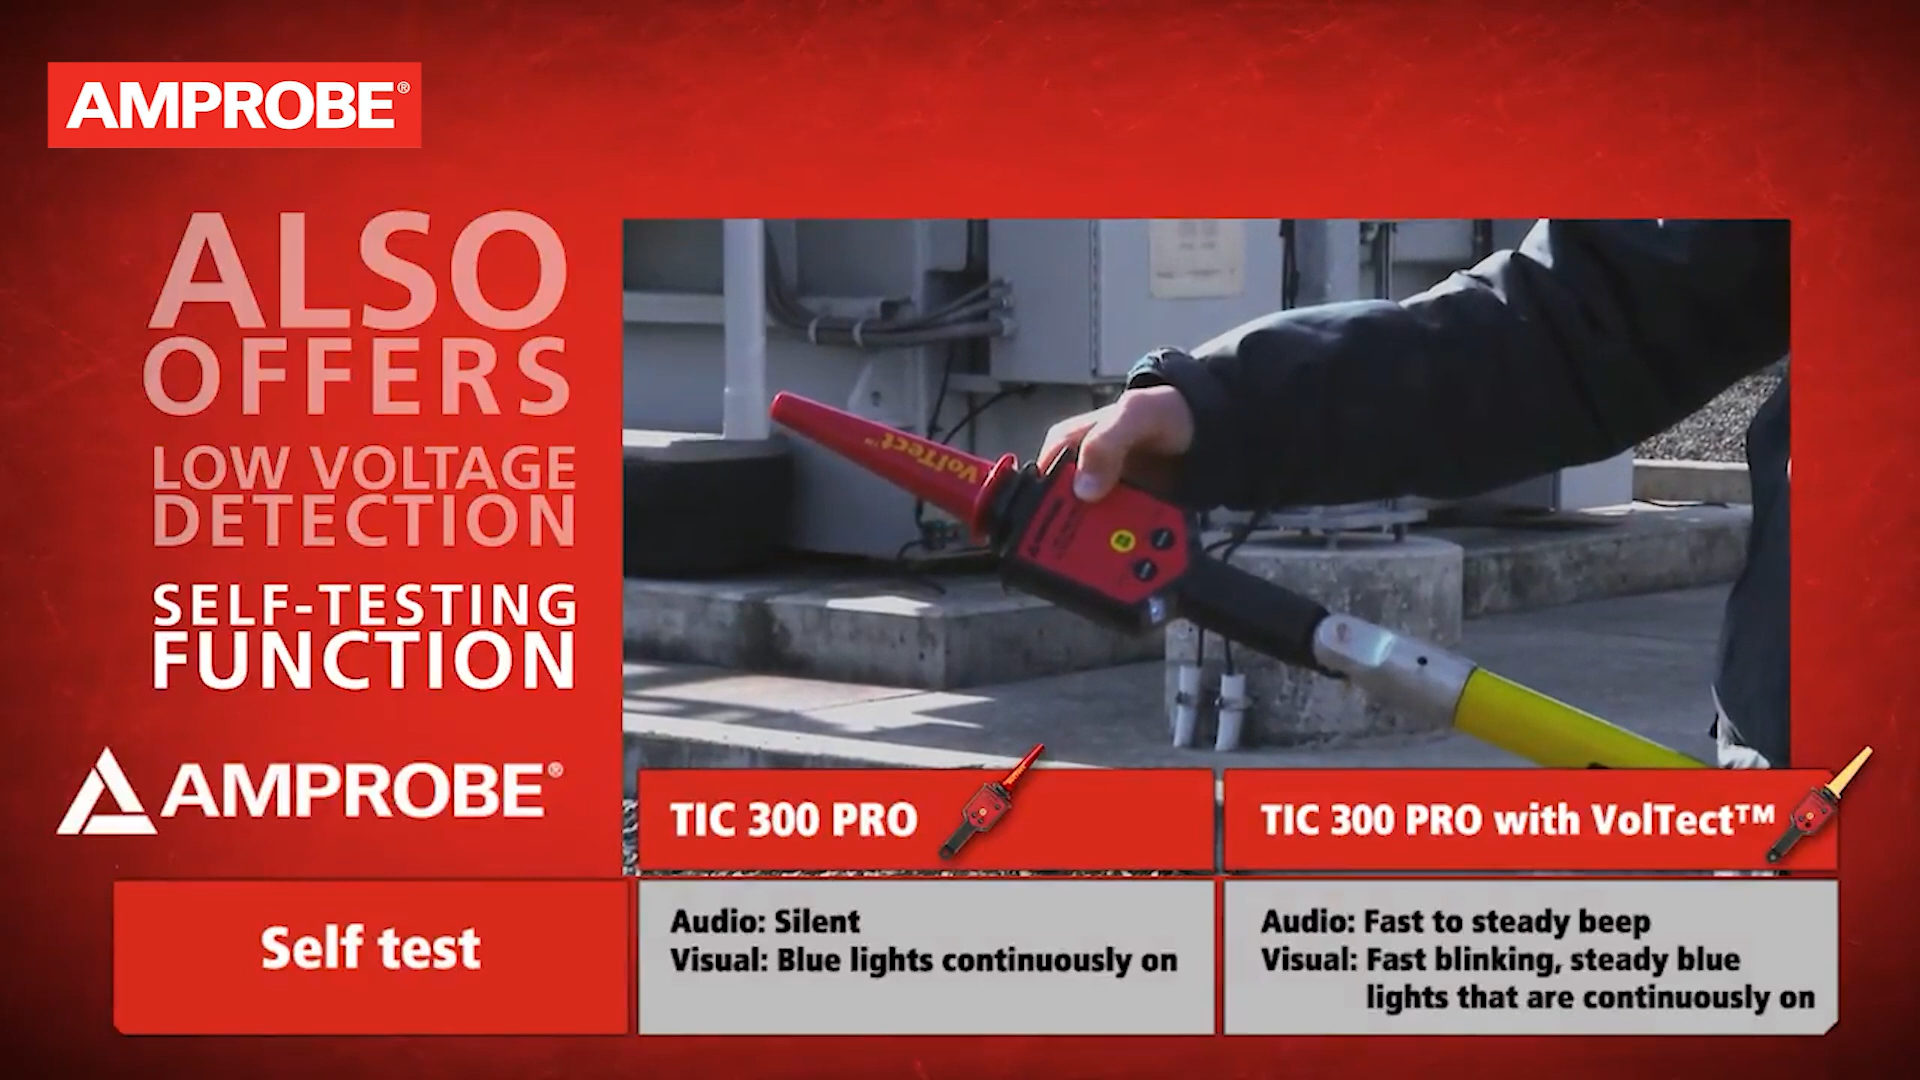 AMPROBE®
ALSO
OFFERS
LOW VOLTAGE
DETECTION
SELF-TESTING
FUNCTION
AMPROBE®
VolTect™
TIC 300 PRO
TIC 300 PRO with VolTect™
Self test
Audio: Silent
Visual: Blue lights continuously on
Audio: Fast to steady beep
Visual: Fast blinking, steady blue
lights that are continuously on